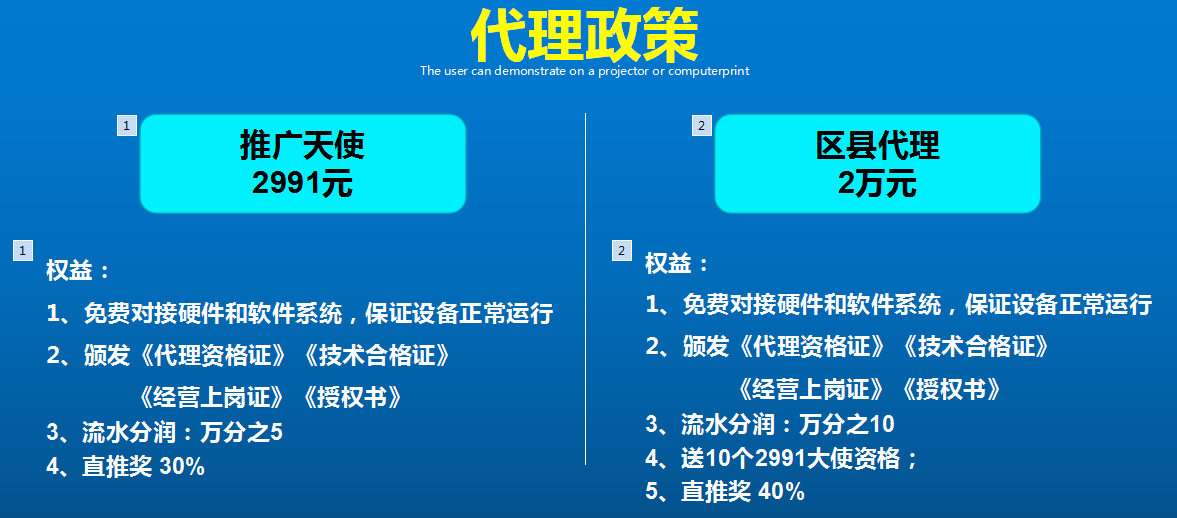 代理政策
The user can demonstrate on a projector or computerprint
1
推广天使
2991元
1
权益：
1、免费对接硬件和软件系统，保证设备正常运行
2、颁发《代理资格证》《技术合格证》
《经营上岗证》《授权书》
3、流水分润：万分之5
4、直推奖 30%
2
区县代理
2万元
2
权益：
1、免费对接硬件和软件系统，保证设备正常运行
2、颁发《代理资格证》《技术合格证》
《经营上岗证》《授权书》
3、流水分润：万分之10
4、送10个2991大使资格；
5、直推奖 40%